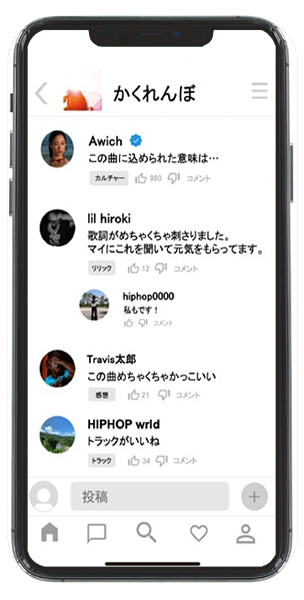 かくれんぼ
Awich
この曲に込められた意味は…
カルチャー 980 コメント
lil hiroki
歌詞がめちゃくちゃ刺さりました。
マイにこれを聞いて元気をもらってます。
リリック 12 コメント
hiphop0000
私もです！
コメント
Travis太郎
この曲めちゃくちゃかっこいい
感想 21 コメント
HIPHOP wrld
トラックがいいね
トラック 34 コメント
投稿